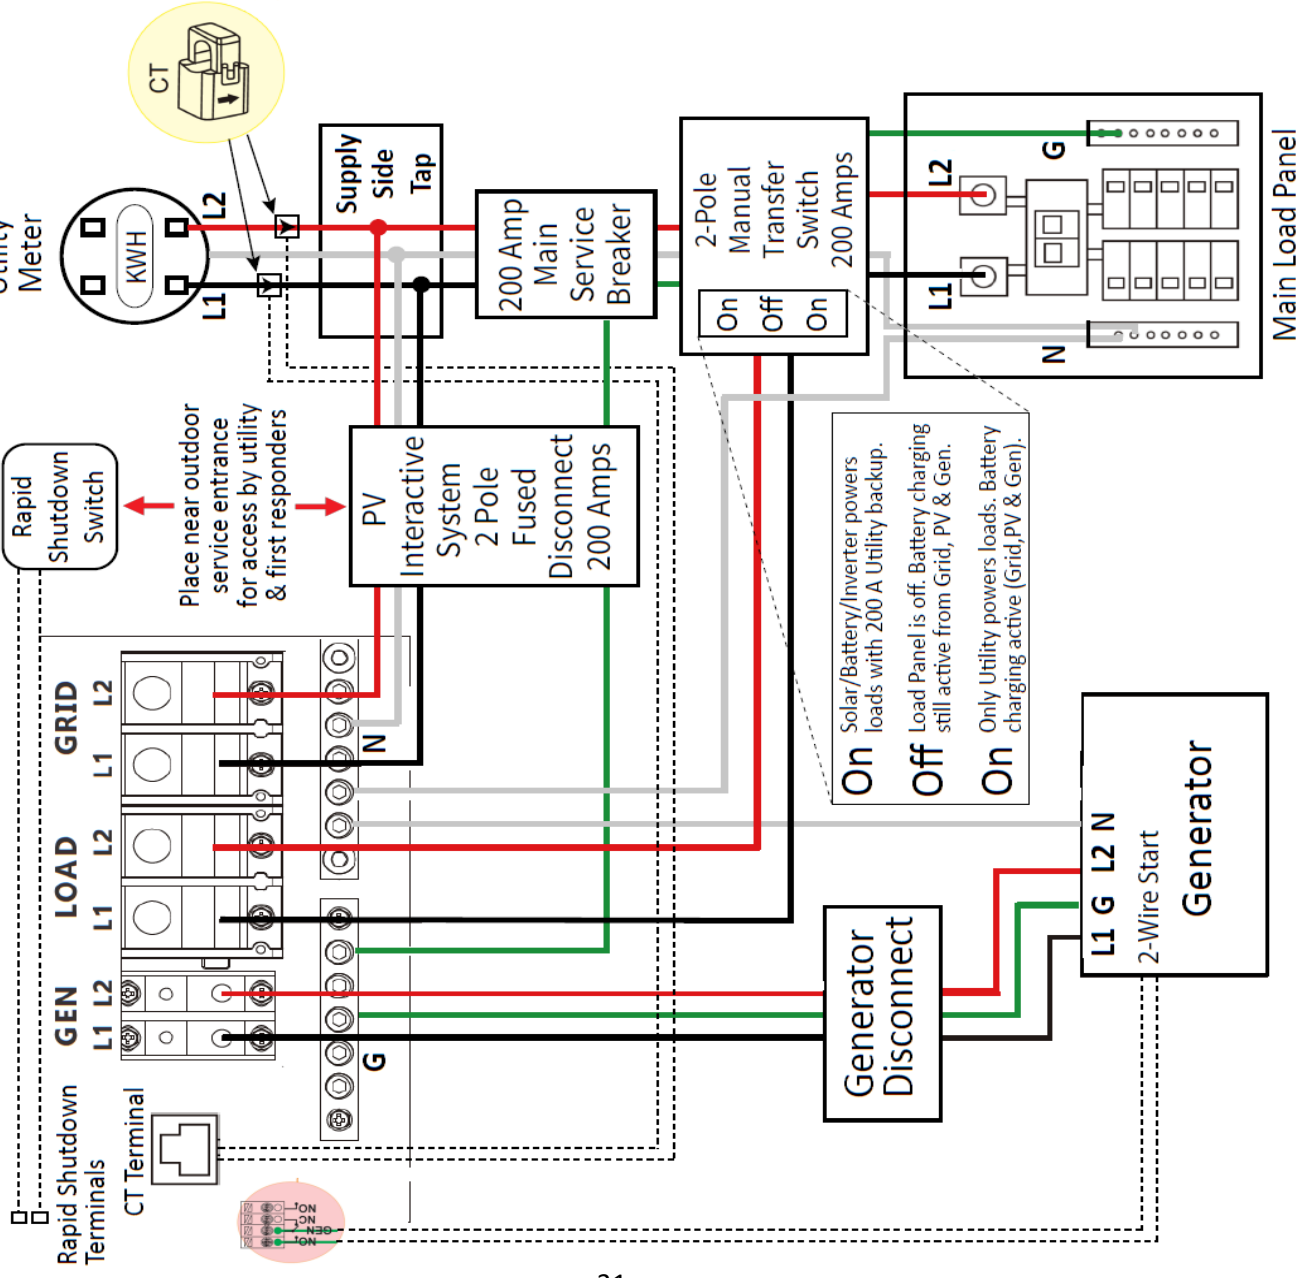 Utility
Meter
KWH
L2
L1
CT
Supply
Side
Tap
200 Amp
Main
Service
Breaker
2-Pole
Manual
Transfer
Switch
200 Amps
On
Off
On
L2
L1
G
N
Main Load Panel
Rapid
Shutdown
Switch
Place near outdoor
service entrance
for access by utility
& first responders
PV
Interactive
System
2 Pole
Fused
Disconnect
200 Amps
On Solar/Battery/Inverter powers
loads with 200 A Utility backup.
Off Load Panel is off. Battery charging
still active from Grid, PV & Gen.
On Only Utility powers loads. Battery
charging active (Grid,PV & Gen).
GRID
L2
L1
LOAD
L2
L1
GEN
L2
L1
N
G
Generator
Disconnect
L1 G L2 N
2-Wire Start
Generator
Rapid Shutdown
Terminals
CT Terminal
NO
NC
GEN
NO